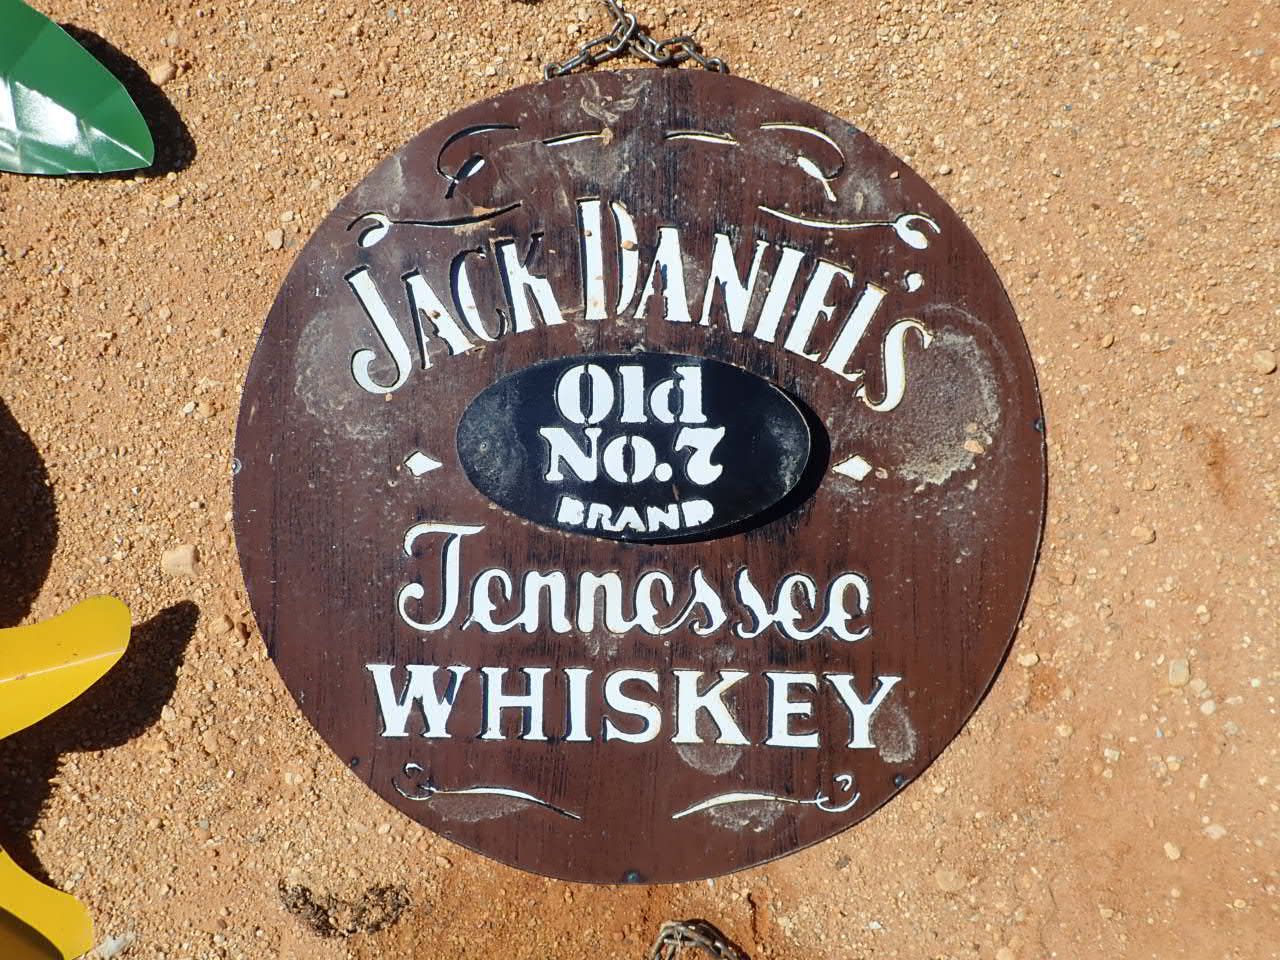 JACK DANIEL'S
Old
No. 7
BRAND
Tennessee
WHISKEY